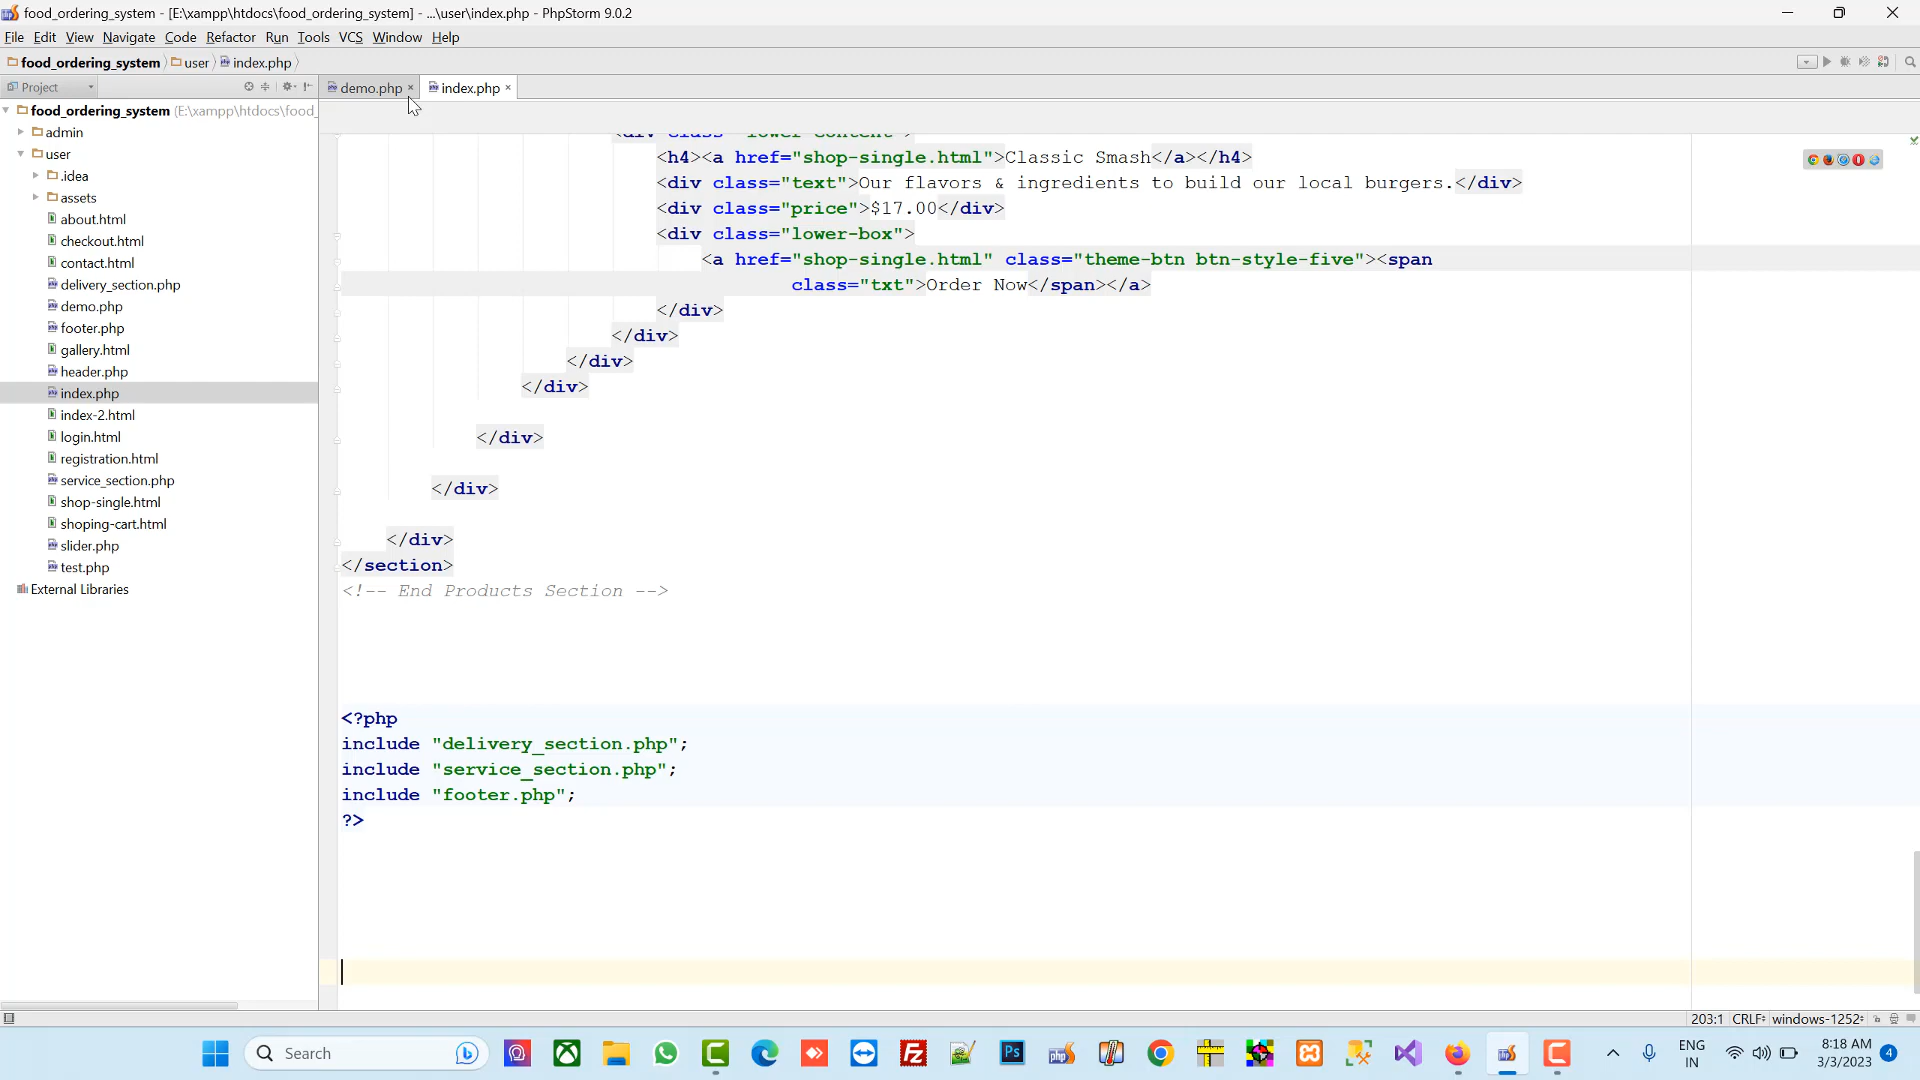 food_ordering_system - [E:\xampp\htdocs\food_ordering_system] - ...\user\index.php - PhpStorm 9.0.2
File Edit View Navigate Code Refactor Run Tools VCS Window Help
food_ordering_system user index.php
Project
demo.php
index.php
food_ordering_system (E:\xampp\htdocs\food_
admin
user
.idea
assets
about.html
checkout.html
contact.html
delivery_section.php
demo.php
footer.php
gallery.html
header.php
index.php
index-2.html
login.html
registration.html
service_section.php
shop-single.html
shoping-cart.html
slider.php
test.php
External Libraries
<div class="lower-content">
<h4><a href="shop-single.html">Classic Smash</a></h4>
<div class="text">Our flavors & ingredients to build our local burgers.</div>
<div class="price">$17.00</div>
<div class="lower-box">
<a href="shop-single.html" class="theme-btn btn-style-five"><span
class="txt">Order Now</span></a>
</div>
</div>
</div>
</div>
</div>
</div>
</div>
</section>
<!-- End Products Section -->
<?php
include "delivery_section.php";
include "service_section.php";
include "footer.php";
?>
203:1 CRLF windows-1252
Search
ENG
IN
8:18 AM
3/3/2023
4